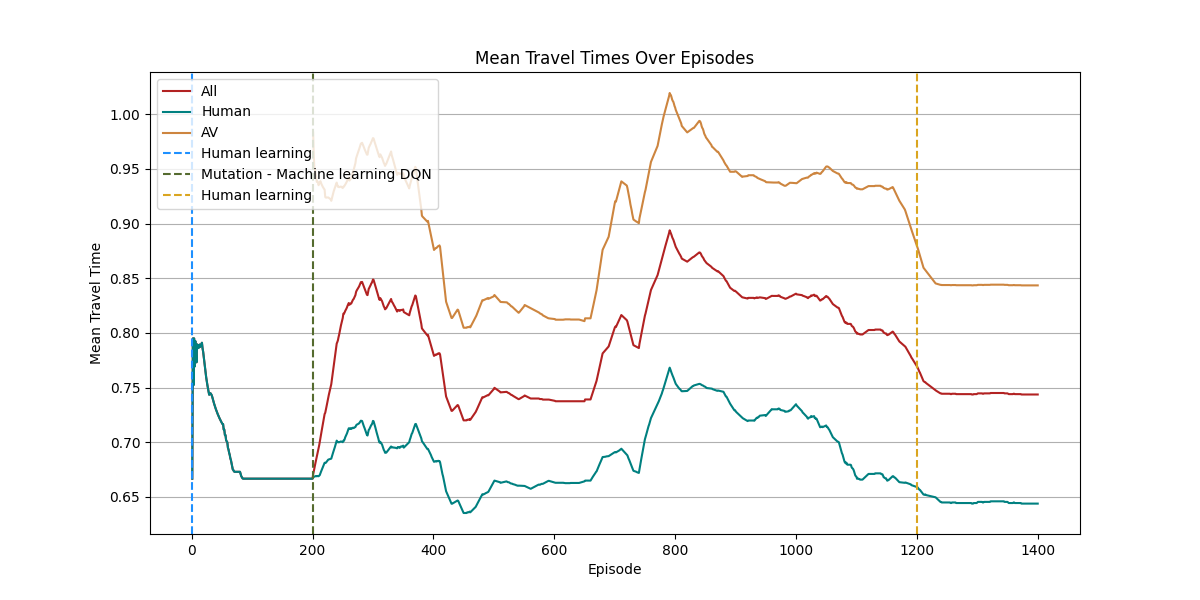 Mean Travel Times Over Episodes
All
Human
AV
Human learning
Mutation - Machine learning DQN
Human learning
Mean Travel Time
1.00
0.95
0.90
0.85
0.80
0.75
0.70
0.65
0 200 400 600 800 1000 1200 1400
Episode